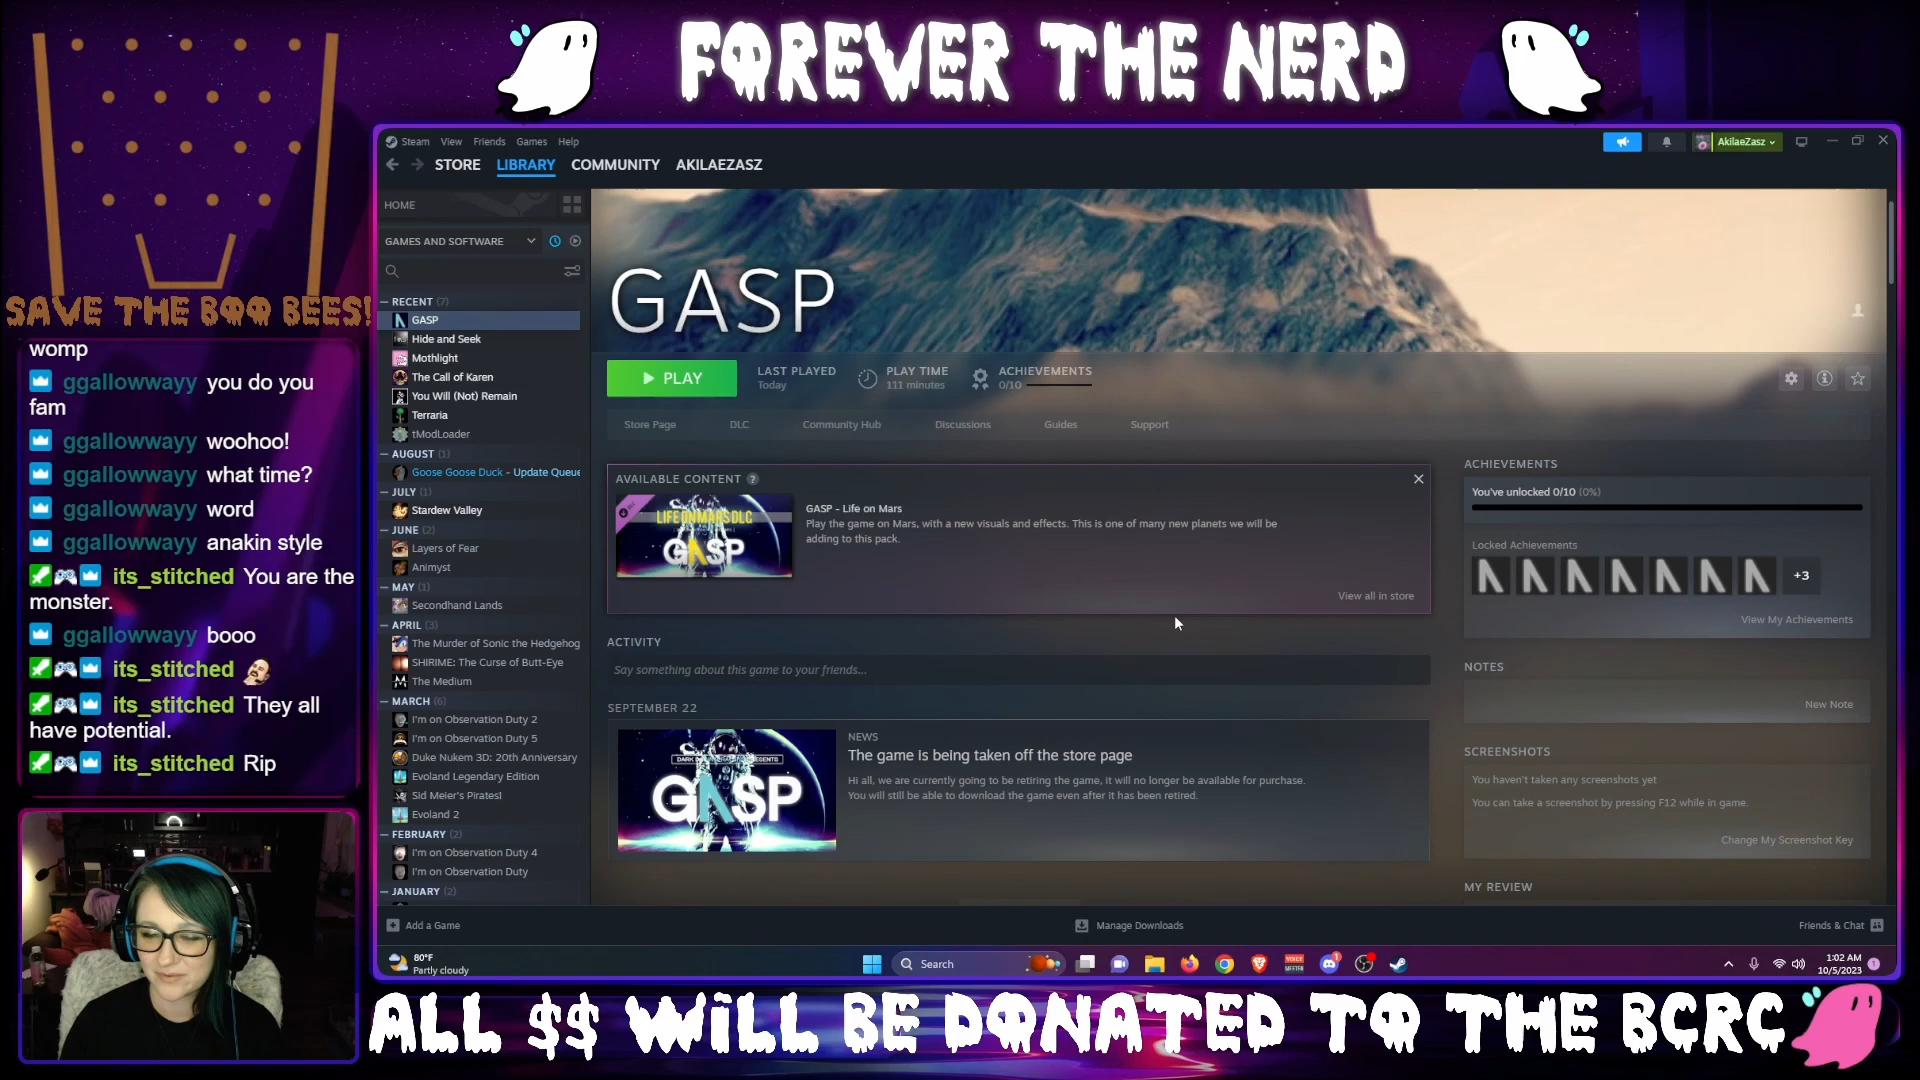 FOREVER THE NERD
SAVE THE BOO BEES!
womp
ggallowwayy you do you
fam
ggallowwayy woohoo!
ggallowwayy what time?
ggallowwayy word
ggallowwayy anakin style
its_stitched You are the
monster.
ggallowwayy booo
its_stitched
its_stitched They all
have potential.
its_stitched Rip
Steam View Friends Games Help
AkilaeZasz
STORE LIBRARY COMMUNITY AKILAEZASZ
HOME
GAMES AND SOFTWARE
RECENT (7)
GASP
Hide and Seek
Mothlight
The Call of Karen
You Will (Not) Remain
Terraria
tModLoader
AUGUST (1)
Goose Goose Duck - Update Queue
JULY (1)
Stardew Valley
JUNE (2)
Layers of Fear
Animyst
MAY (1)
Secondhand Lands
APRIL (3)
The Murder of Sonic the Hedgehog
SHIRIME: The Curse of Butt-Eye
The Medium
MARCH (6)
I'm on Observation Duty 2
I'm on Observation Duty 5
Duke Nukem 3D: 20th Anniversary
Evoland Legendary Edition
Sid Meier's Pirates!
Evoland 2
FEBRUARY (2)
I'm on Observation Duty 4
I'm on Observation Duty
JANUARY (2)
GASP
PLAY
LAST PLAYED
Today
PLAY TIME
111 minutes
ACHIEVEMENTS
0/10
Store Page DLC Community Hub Discussions Guides Support
AVAILABLE CONTENT ?
LIFE ON MARS DLC
GASP
GASP - Life on Mars
Play the game on Mars, with a new visuals and effects. This is one of many new planets we will be
adding to this pack.
View all in store
ACTIVITY
Say something about this game to your friends...
SEPTEMBER 22
GASP
NEWS
The game is being taken off the store page
Hi all, we are currently going to be retiring the game, it will no longer be available for purchase.
You will still be able to download the game even after it has been retired.
ACHIEVEMENTS
You've unlocked 0/10 (0%)
Locked Achievements
+3
View My Achievements
NOTES
New Note
SCREENSHOTS
You haven't taken any screenshots yet
You can take a screenshot by pressing F12 while in game.
Change My Screenshot Key
MY REVIEW
Add a Game
Manage Downloads
Friends & Chat
80°F
Partly cloudy
Search
1:02 AM
10/5/2023
1
ALL $$ WILL BE DONATED TO THE BCRC